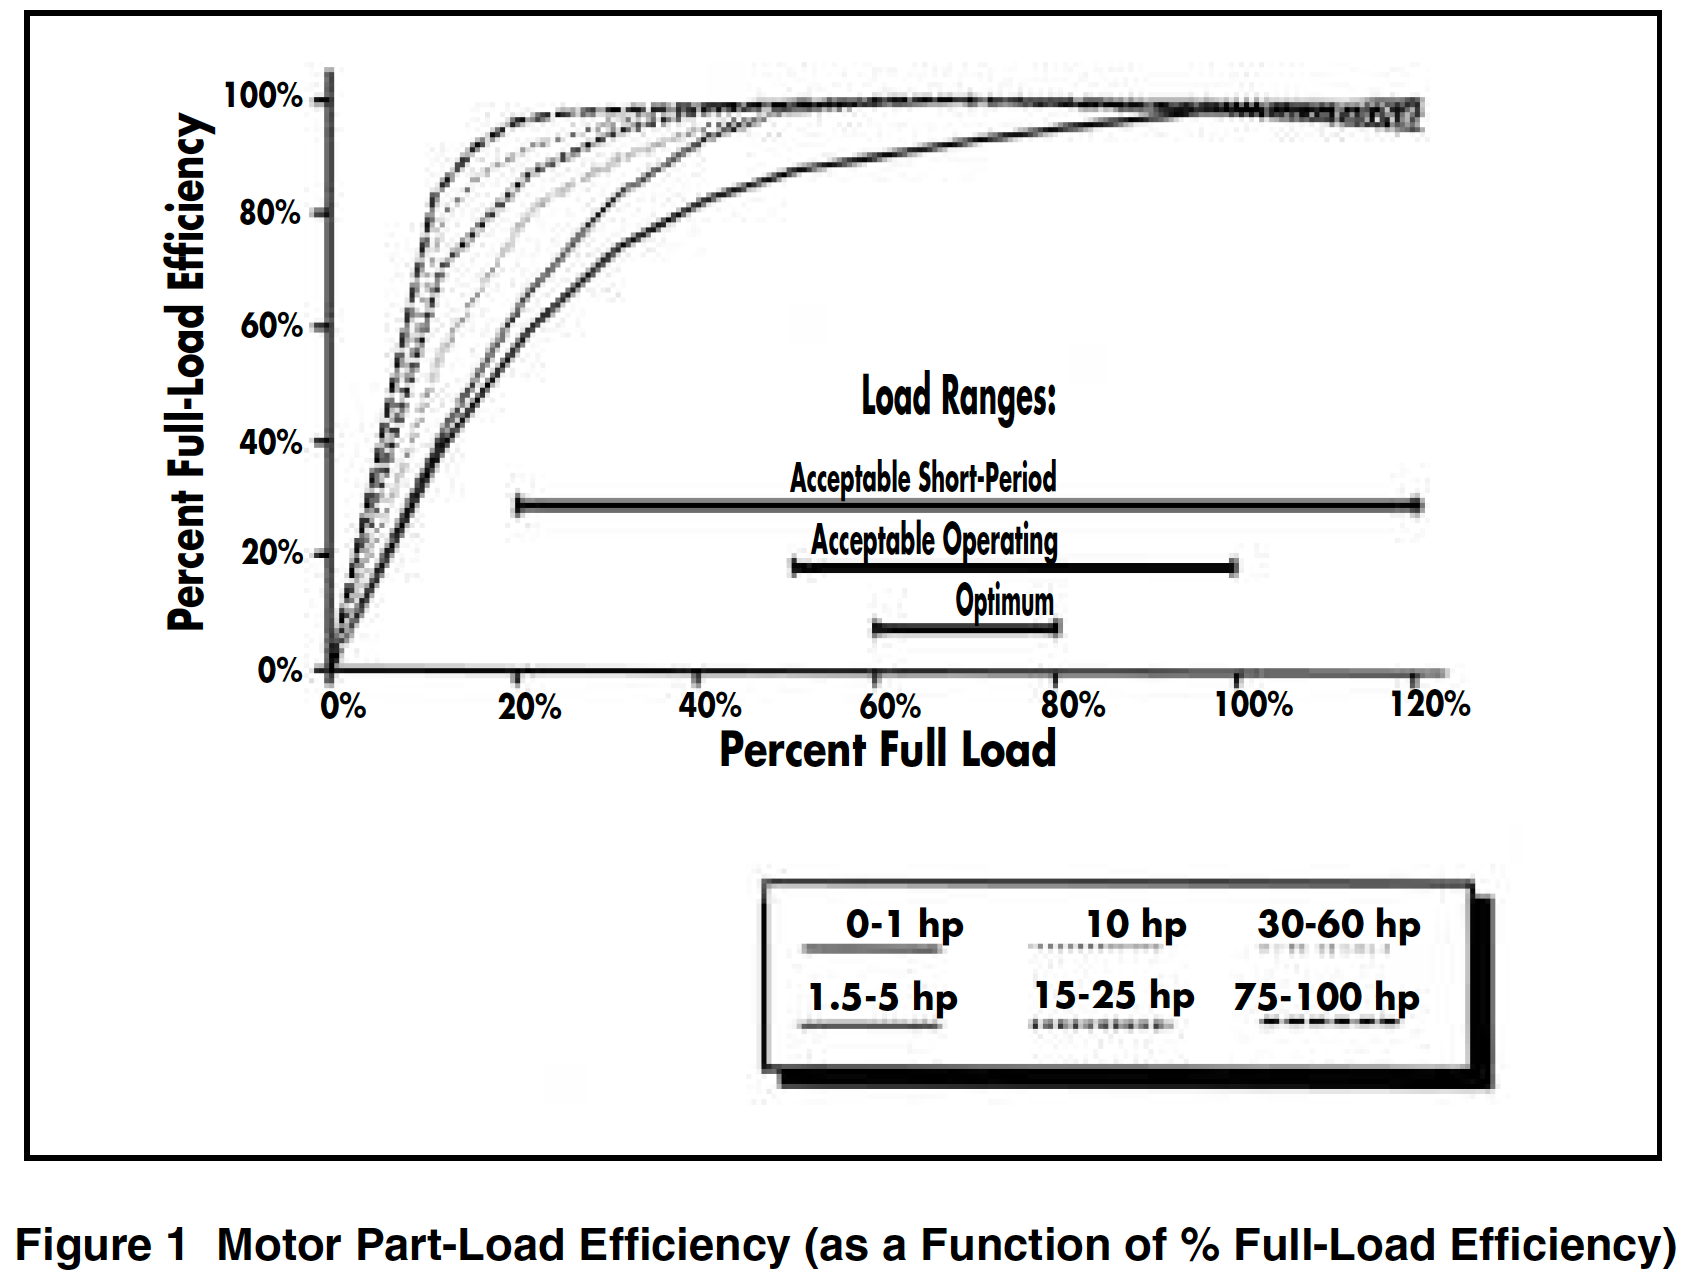 Percent Full-Load Efficiency
100%
80%
60%
40%
20%
0%
Load Ranges:
Acceptable Short-Period
Acceptable Operating
Optimum
0% 20% 40% 60% 80% 100% 120%
Percent Full Load
0-1 hp 10 hp 30-60 hp
1.5-5 hp 15-25 hp 75-100 hp
Figure 1 Motor Part-Load Efficiency (as a Function of % Full-Load Efficiency)